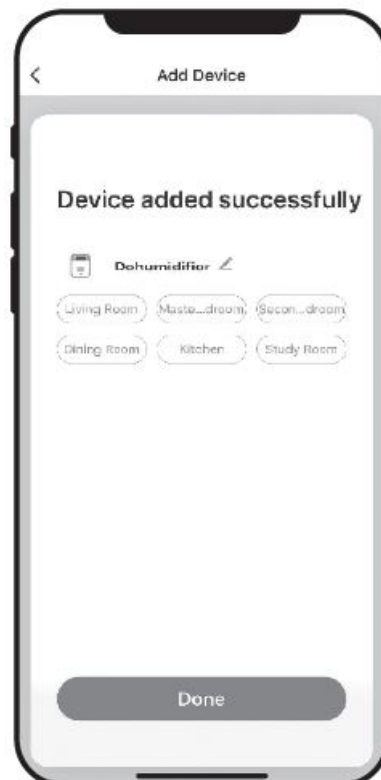 Add Device
Device added successfully
Dehumidifier
Living Room Maste...droom Secon...droom
Dining Room Kitchen Study Room
Done